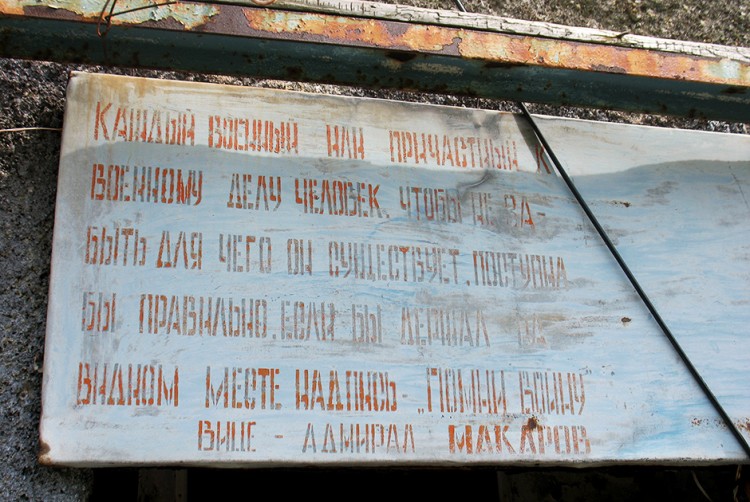 КАЖДЫЙ ВОЕННЫЙ ИЛИ ПРИЧАСТНЫЙ К
ВОЕННОМУ ДЕЛУ ЧЕЛОВЕК, ЧТОБЫ НЕ ЗА-
БЫТЬ ДЛЯ ЧЕГО ОН СУЩЕСТВУЕТ, ПОСТУПИЛ
БЫ ПРАВИЛЬНО, ЕСЛИ БЫ ДЕРЖАЛ НА
ВИДНОМ МЕСТЕ НАДПИСЬ - „ПОМНИ ВОЙНУ"
ВИЦЕ - АДМИРАЛ МАКАРОВ